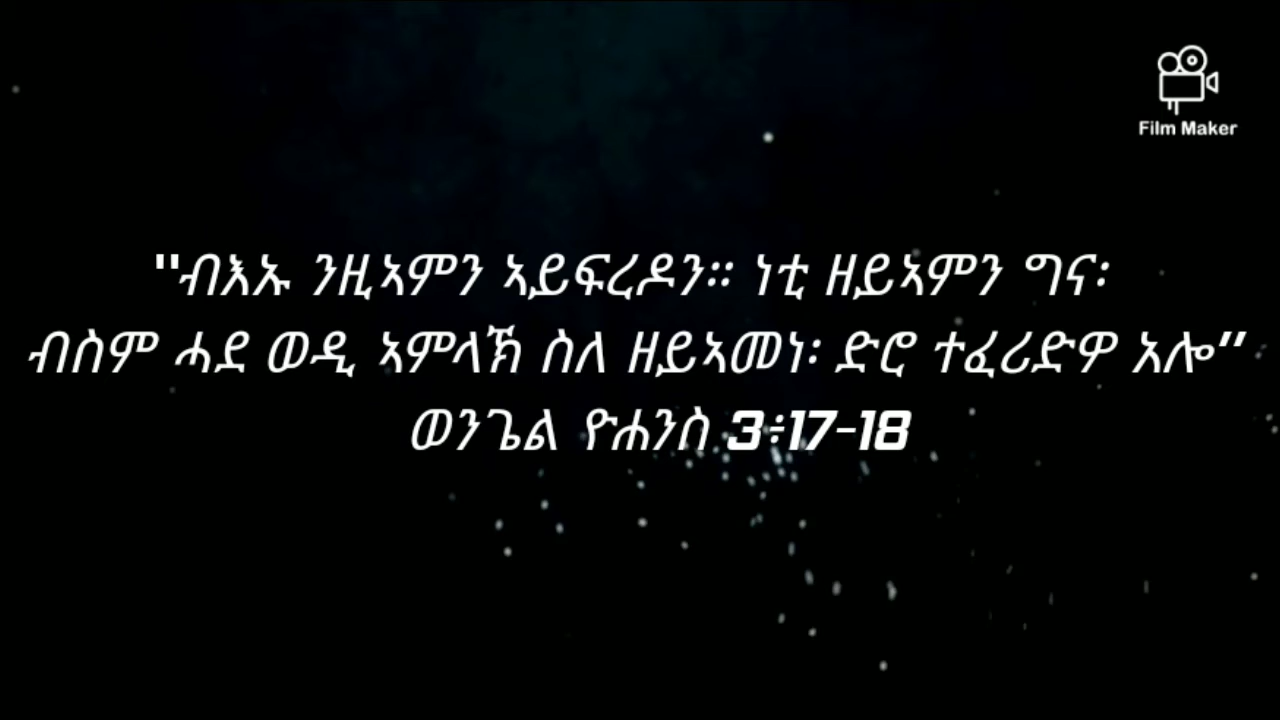 Film Maker
"ብእኡ ንዚኣምን ኣይፍረዶን። ነቲ ዘይኣምን ግና፡
ብስም ሓደ ወዲ ኣምላኽ ስለ ዘይኣመነ፡ ድሮ ተፈሪድዎ አሎ”
ወንጌል ዮሐንስ 3፥17-18